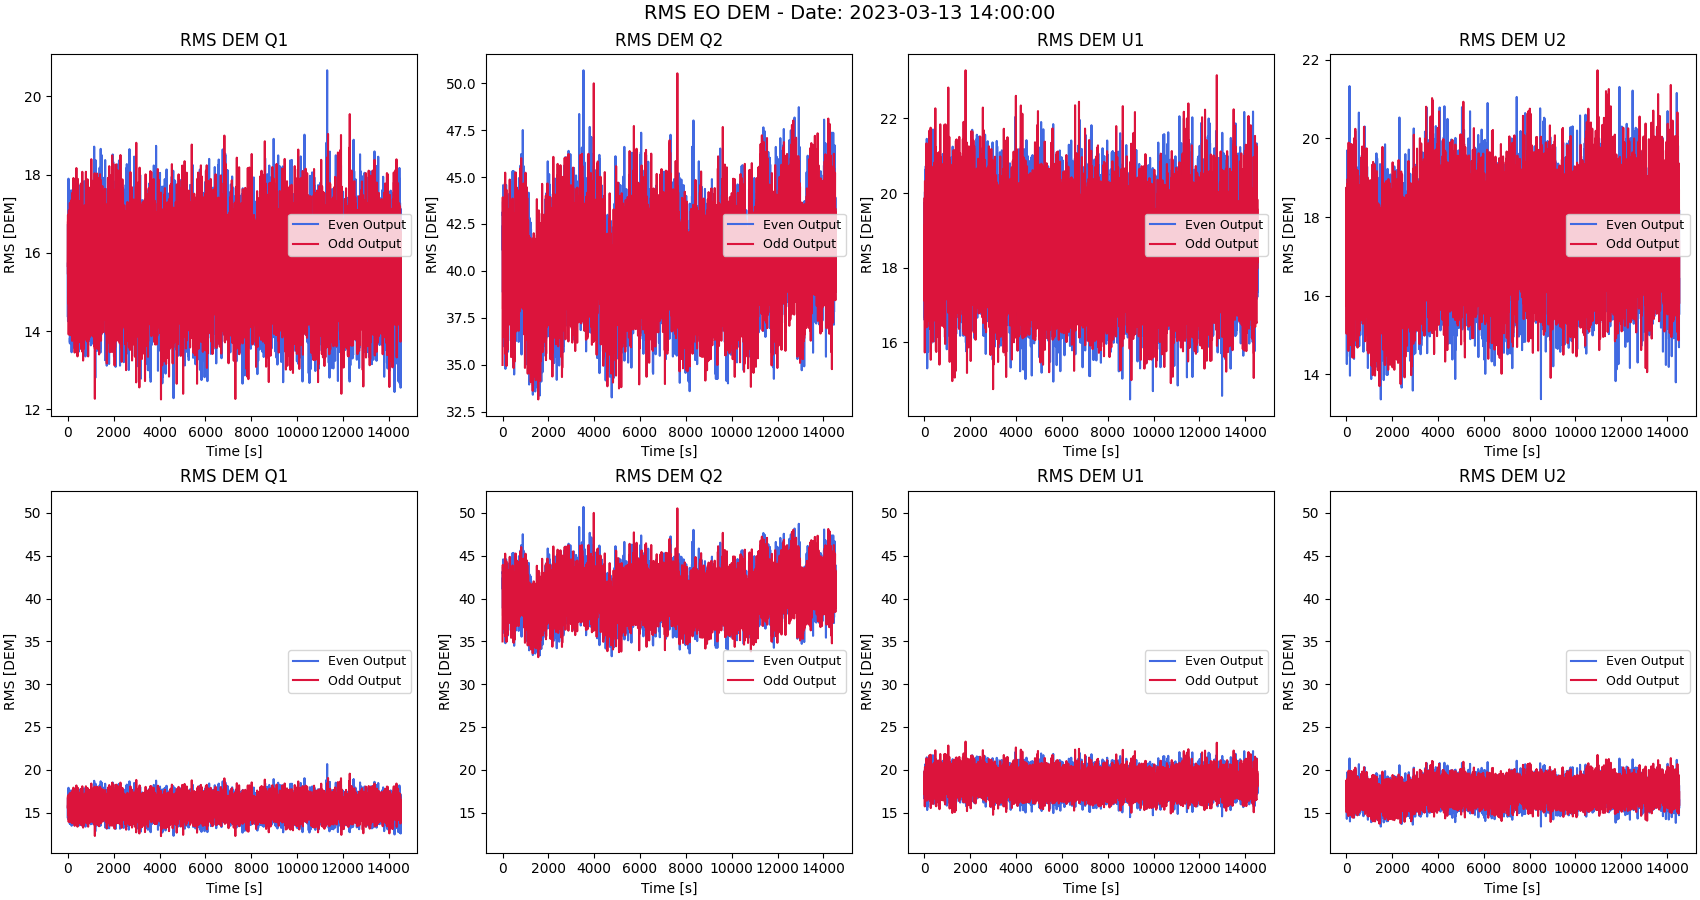 RMS EO DEM - Date: 2023-03-13 14:00:00
RMS DEM Q1
RMS [DEM]
20
18
16
14
12
Even Output
Odd Output
0 2000 4000 6000 8000 10000 12000 14000
Time [s]
RMS DEM Q2
RMS [DEM]
50.0
47.5
45.0
42.5
40.0
37.5
35.0
32.5
Even Output
Odd Output
0 2000 4000 6000 8000 10000 12000 14000
Time [s]
RMS DEM U1
RMS [DEM]
22
20
18
16
Even Output
Odd Output
0 2000 4000 6000 8000 10000 12000 14000
Time [s]
RMS DEM U2
RMS [DEM]
22
20
18
16
14
Even Output
Odd Output
0 2000 4000 6000 8000 10000 12000 14000
Time [s]
RMS DEM Q1
RMS [DEM]
50
45
40
35
30
25
20
15
Even Output
Odd Output
0 2000 4000 6000 8000 10000 12000 14000
Time [s]
RMS DEM Q2
RMS [DEM]
50
45
40
35
30
25
20
15
Even Output
Odd Output
0 2000 4000 6000 8000 10000 12000 14000
Time [s]
RMS DEM U1
RMS [DEM]
50
45
40
35
30
25
20
15
Even Output
Odd Output
0 2000 4000 6000 8000 10000 12000 14000
Time [s]
RMS DEM U2
RMS [DEM]
50
45
40
35
30
25
20
15
Even Output
Odd Output
0 2000 4000 6000 8000 10000 12000 14000
Time [s]